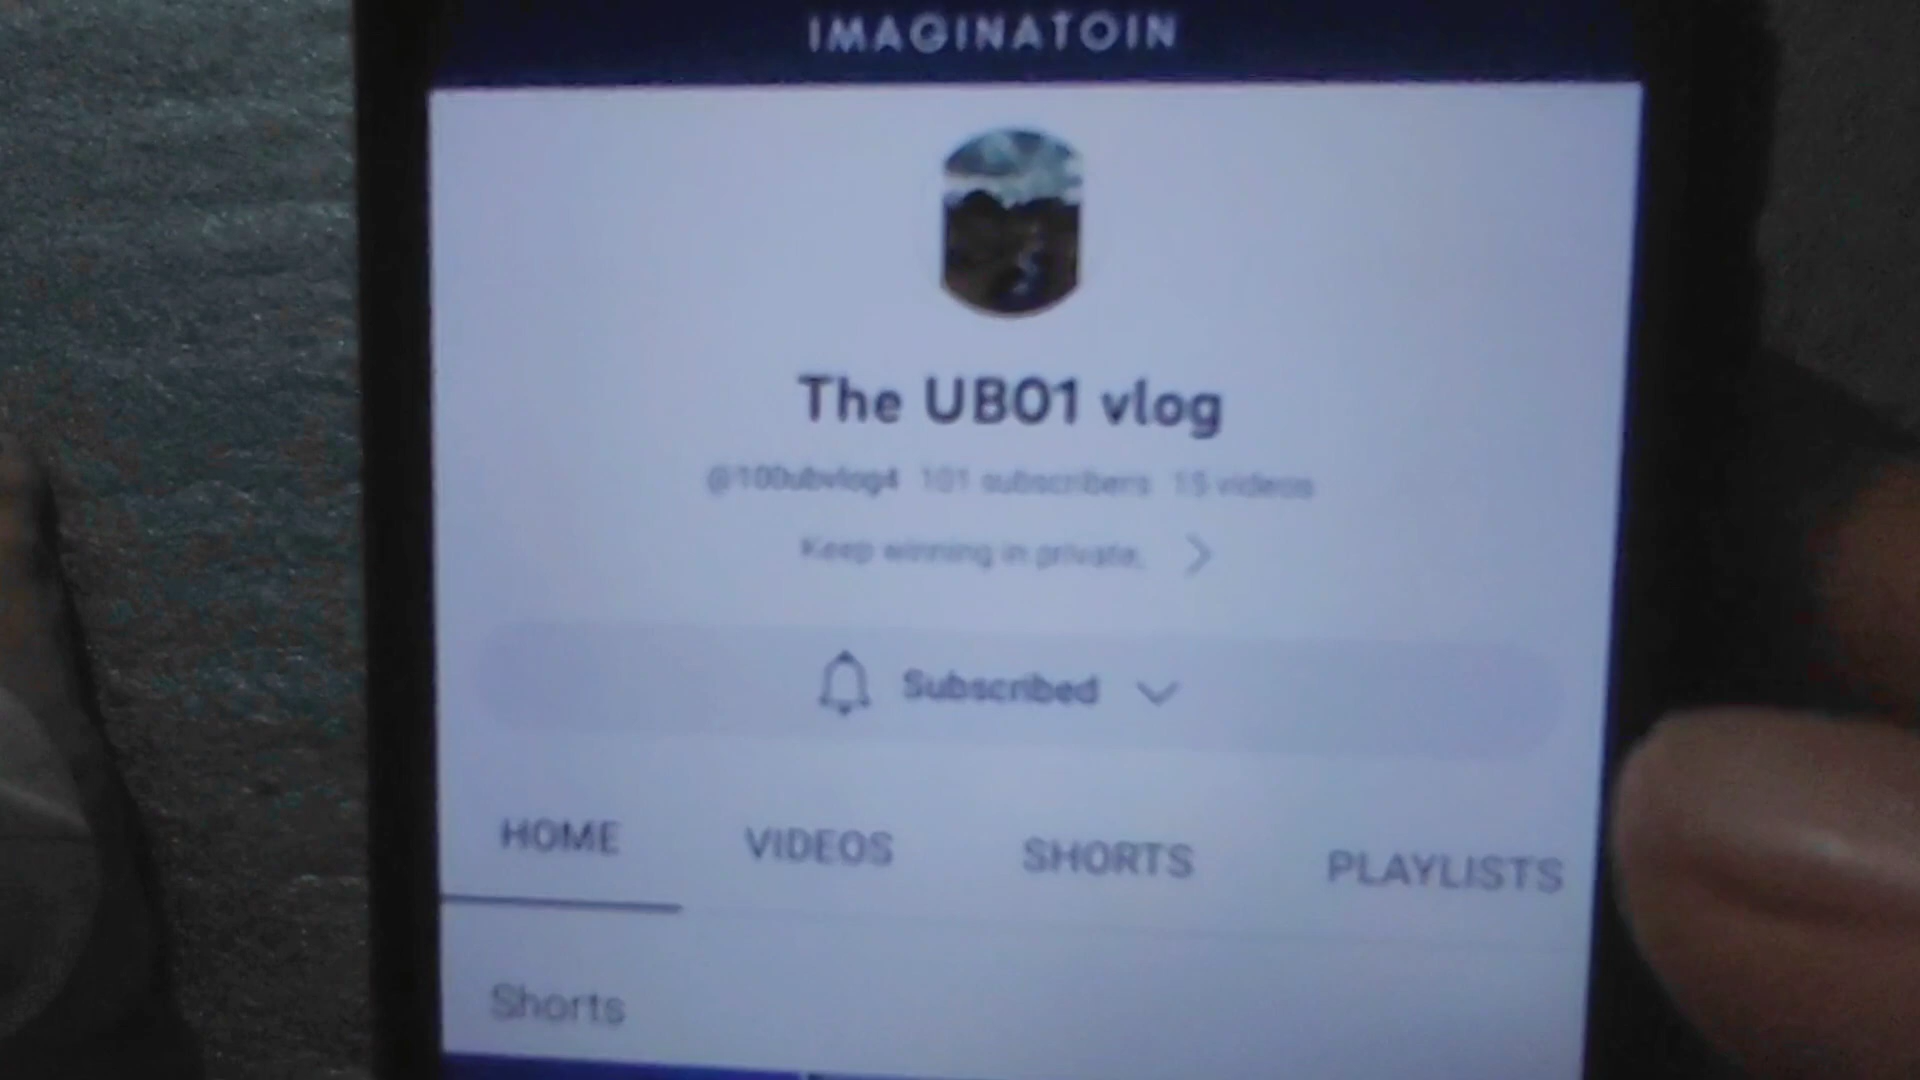 IMAGINATOIN
The UB01 vlog
@100ubvlog4 101 subscribers 15 videos
Keep winning in private.
Subscribed
HOME VIDEOS SHORTS PLAYLISTS
Shorts